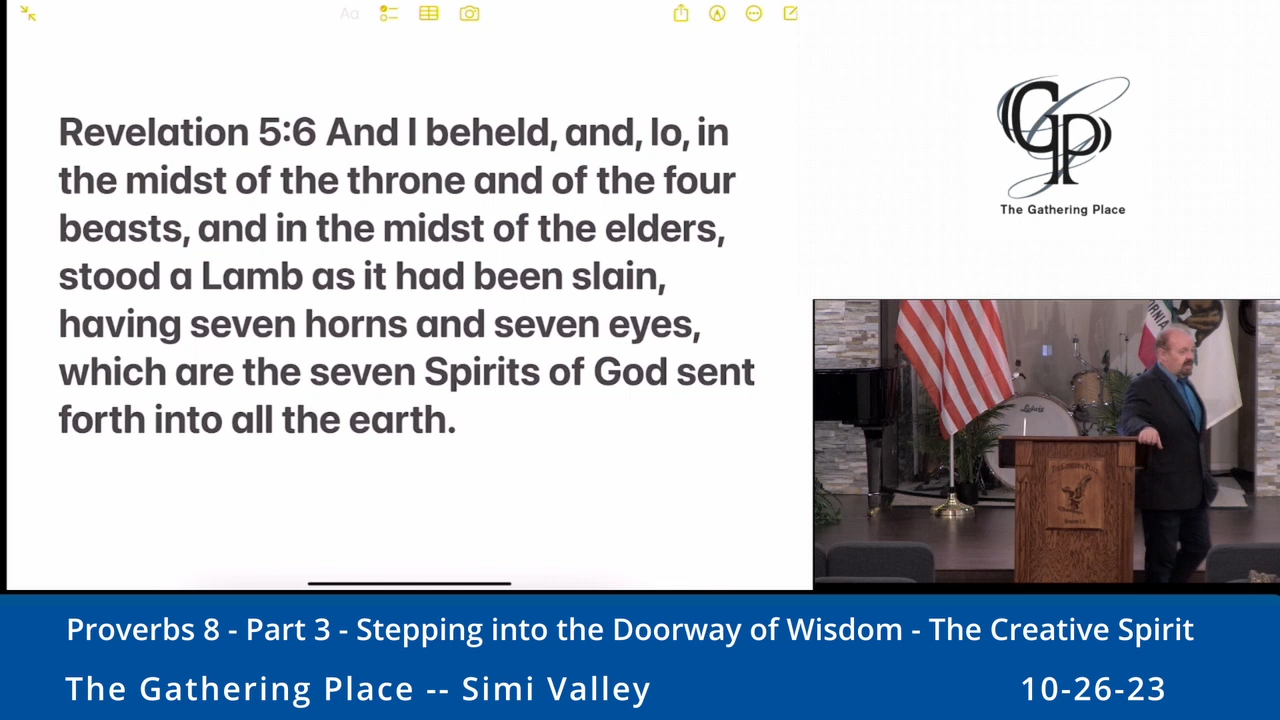 Aa
Revelation 5:6 And I beheld, and, lo, in
the midst of the throne and of the four
beasts, and in the midst of the elders,
stood a Lamb as it had been slain,
having seven horns and seven eyes,
which are the seven Spirits of God sent
forth into all the earth.
GP
The Gathering Place
Ludwig
Proverbs 8 - Part 3 - Stepping into the Doorway of Wisdom - The Creative Spirit
The Gathering Place -- Simi Valley
10-26-23